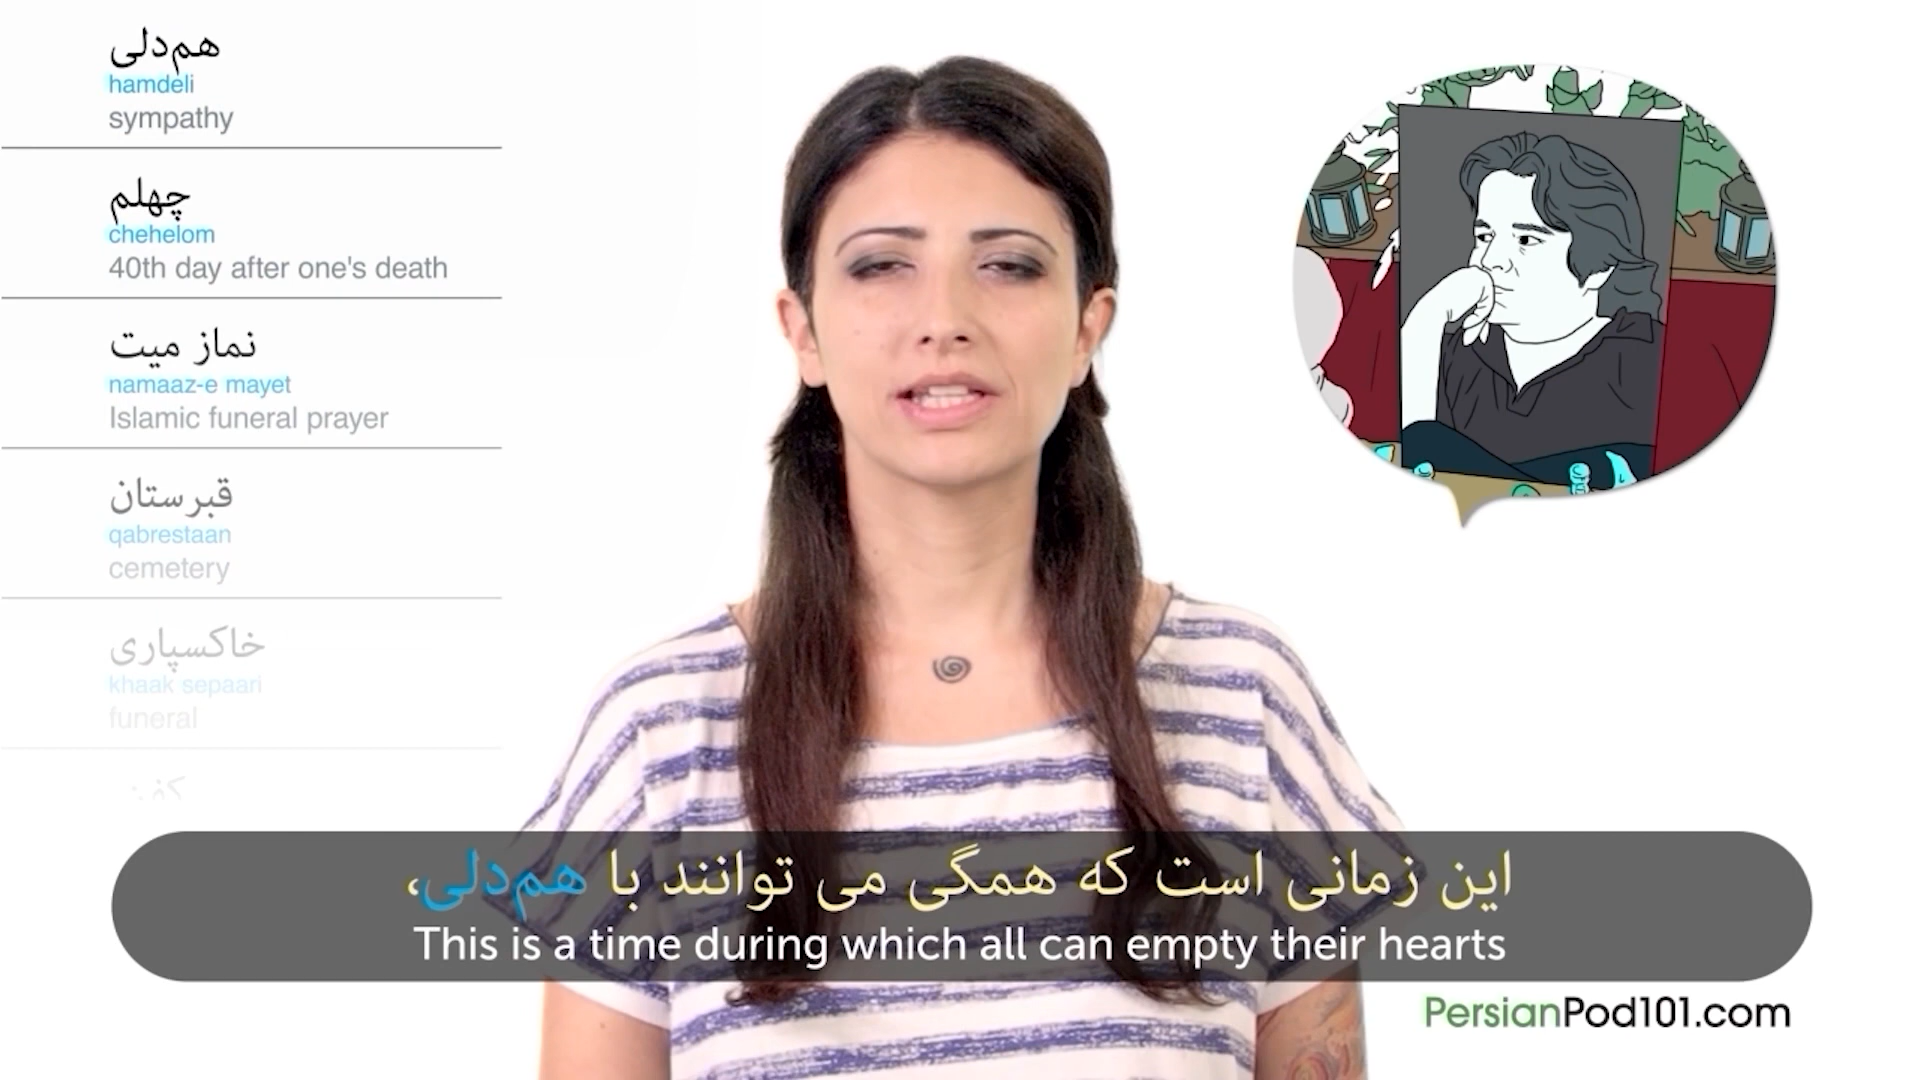 هم‌دلی
hamdeli
sympathy
چهلم
chehelom
40th day after one's death
نماز میت
namaaz-e mayet
Islamic funeral prayer
قبرستان
qabrestaan
cemetery
خاکسپاری
khaak sepaari
funeral
کفن
این زمانی است که همگی می توانند با هم‌دلی،
This is a time during which all can empty their hearts
PersianPod101.com